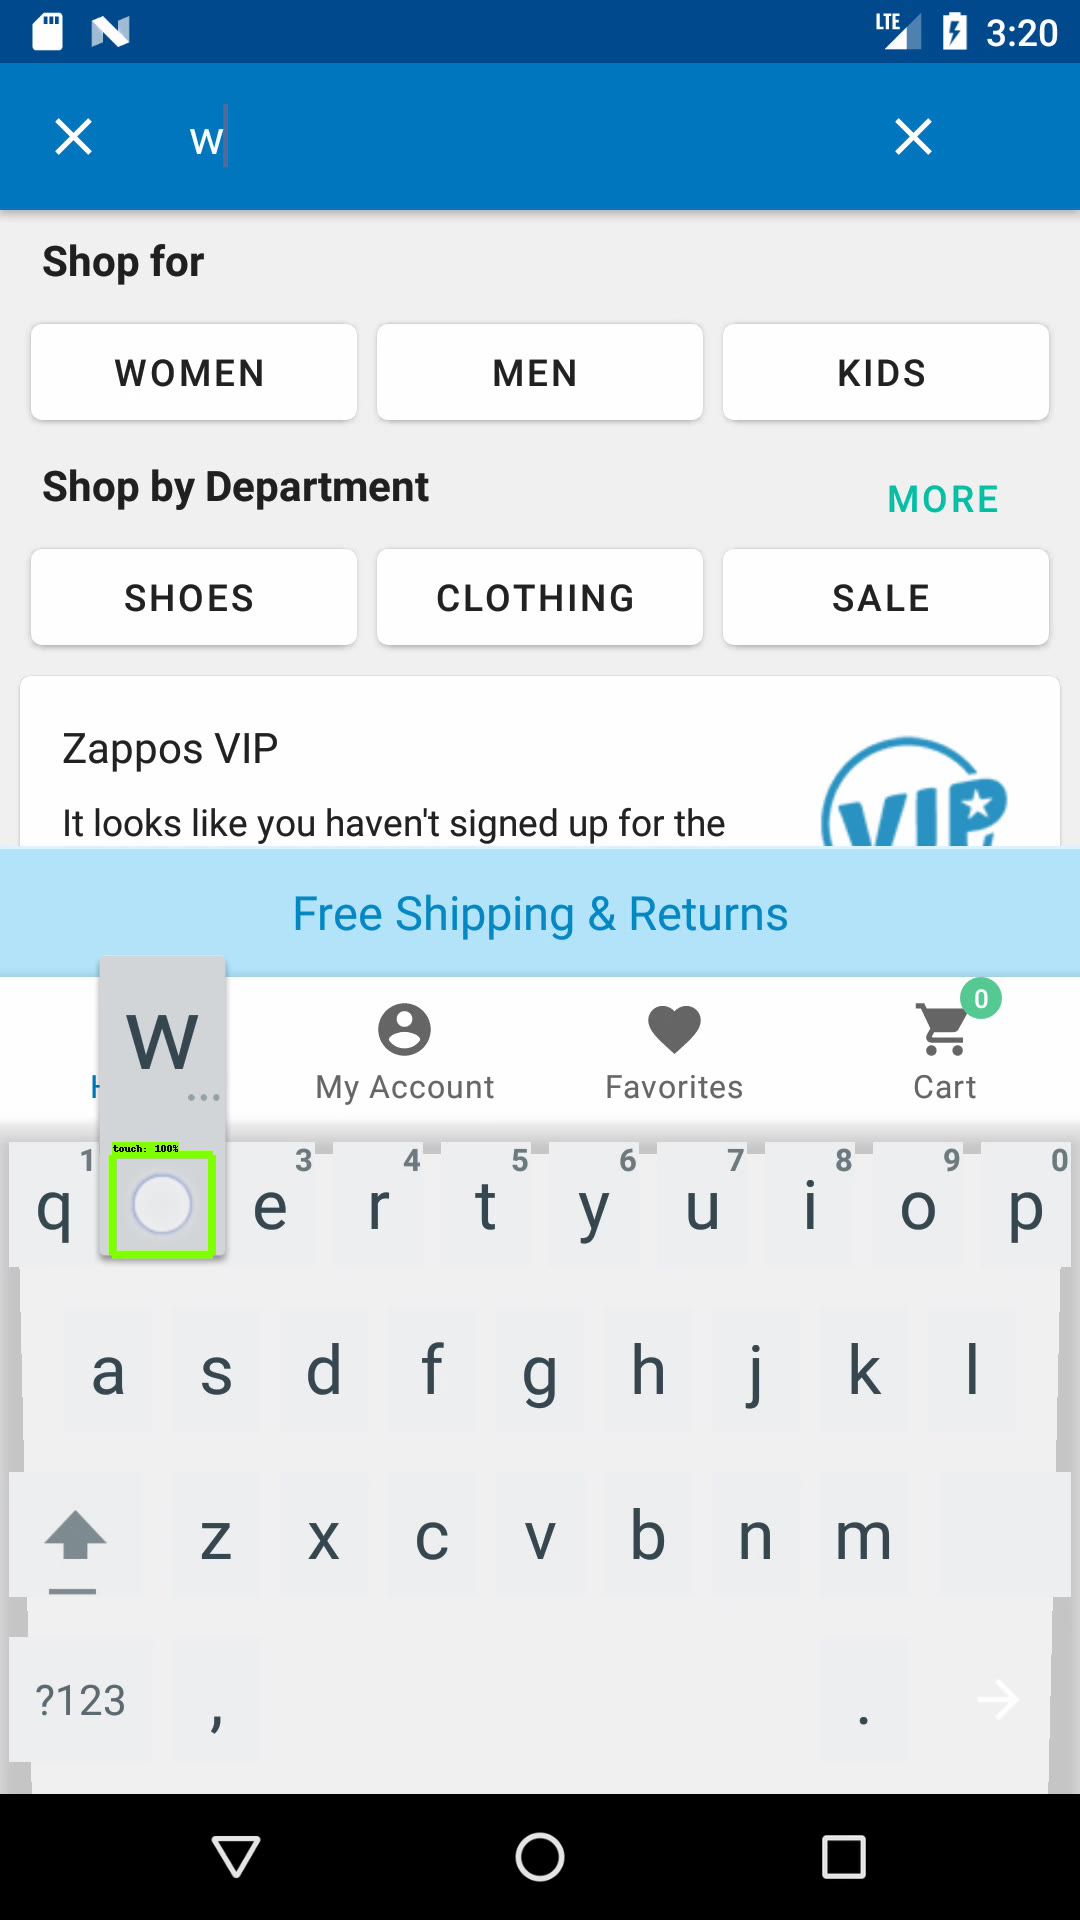 LTE 3:20
w
Shop for
WOMEN MEN KIDS
Shop by Department MORE
SHOES CLOTHING SALE
Zappos VIP
It looks like you haven't signed up for the
VIP
Free Shipping & Returns
w
My Account Favorites Cart 0
touch: 100%
1 3 4 5 6 7 8 9 0
q e r t y u i o p
a s d f g h j k l
z x c v b n m
?123 , .